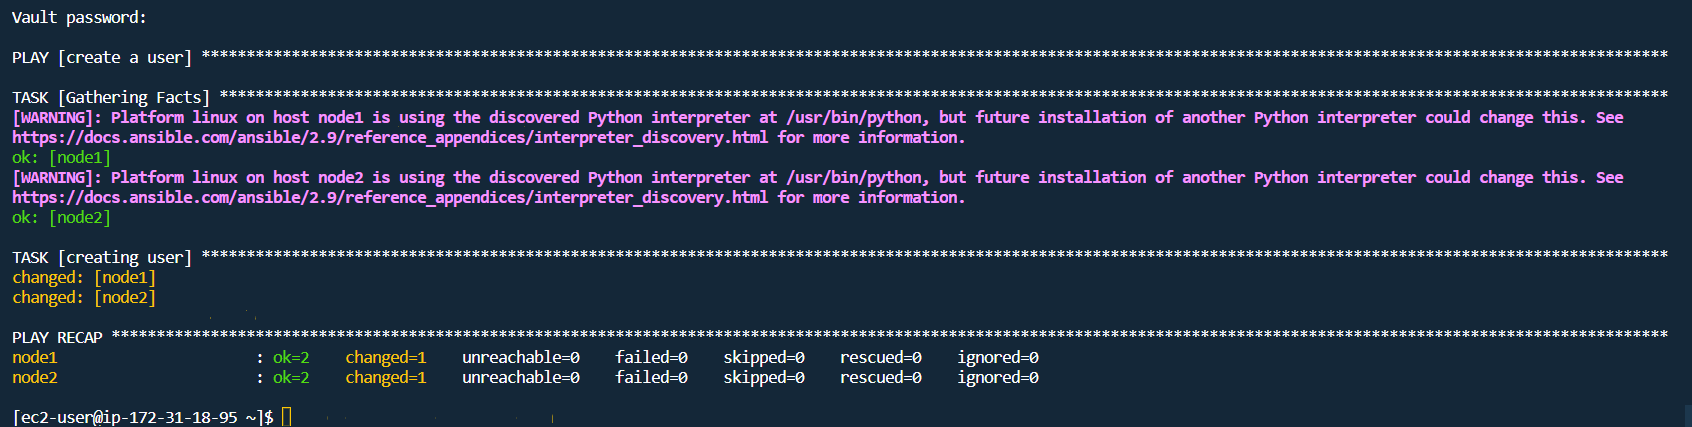 Vault password:
PLAY [create a user] *******************************************************************************************************************************************************************
TASK [Gathering Facts] *****************************************************************************************************************************************************************
[WARNING]: Platform linux on host node1 is using the discovered Python interpreter at /usr/bin/python, but future installation of another Python interpreter could change this. See
https://docs.ansible.com/ansible/2.9/reference_appendices/interpreter_discovery.html for more information.
ok: [node1]
[WARNING]: Platform linux on host node2 is using the discovered Python interpreter at /usr/bin/python, but future installation of another Python interpreter could change this. See
https://docs.ansible.com/ansible/2.9/reference_appendices/interpreter_discovery.html for more information.
ok: [node2]
TASK [creating user] *******************************************************************************************************************************************************************
changed: [node1]
changed: [node2]
PLAY RECAP *****************************************************************************************************************************************************************************
node1                      : ok=2    changed=1    unreachable=0    failed=0    skipped=0    rescued=0    ignored=0
node2                      : ok=2    changed=1    unreachable=0    failed=0    skipped=0    rescued=0    ignored=0
[ec2-user@ip-172-31-18-95 ~]$